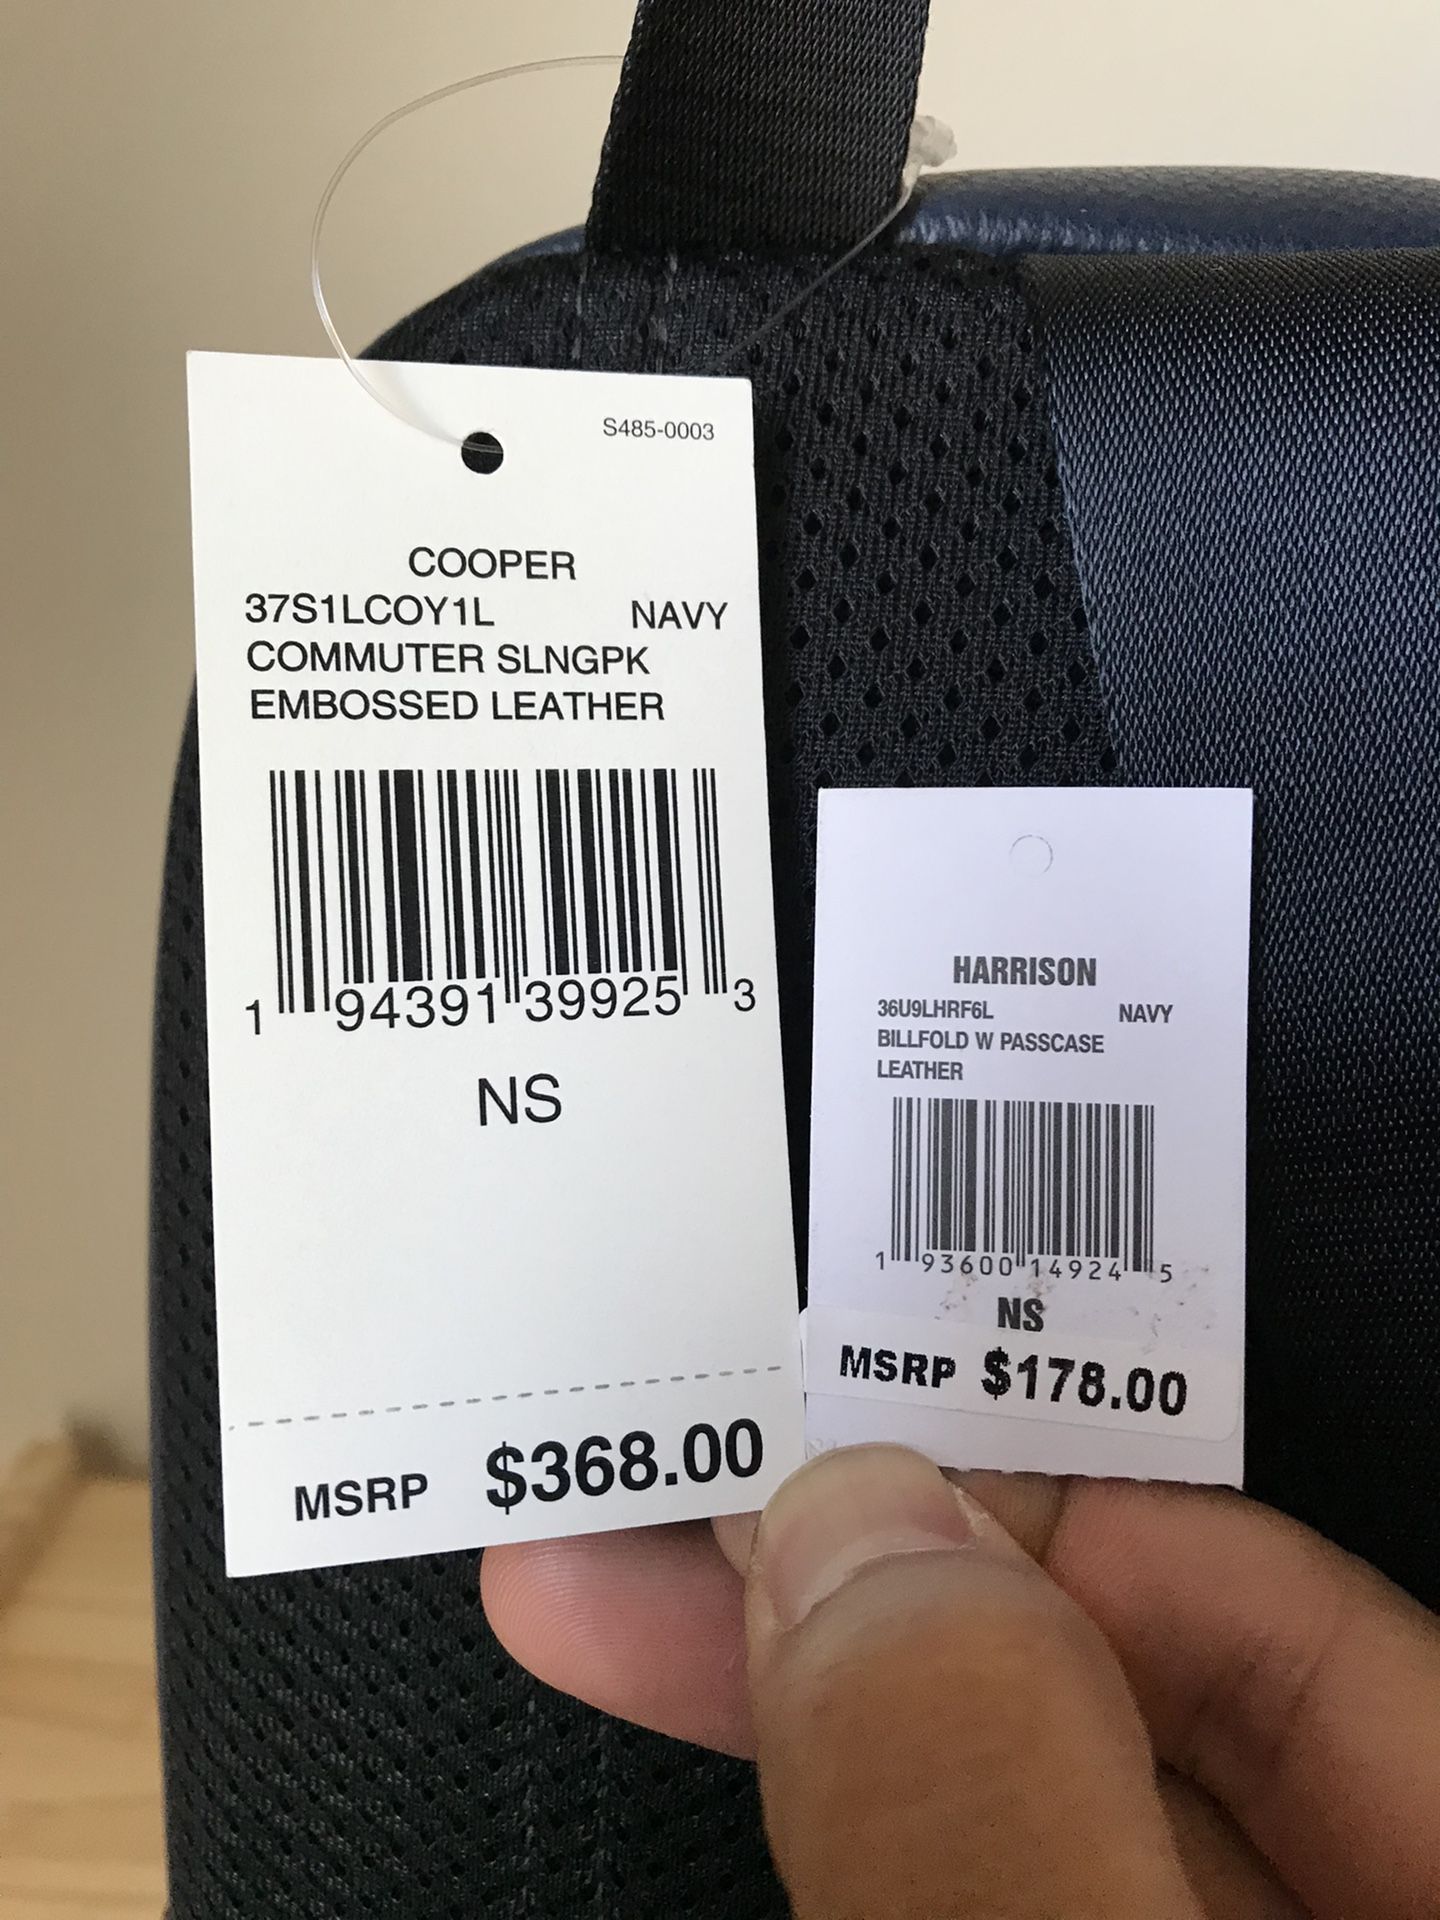 S485-0003
COOPER
37S1LCOY1L NAVY
COMMUTER SLNGPK
EMBOSSED LEATHER
1 94391 39925 3
NS
MSRP $368.00
HARRISON
36U9LHRF6L NAVY
BILLFOLD W PASSCASE
LEATHER
1 93600 14924 5
NS
MSRP $178.00